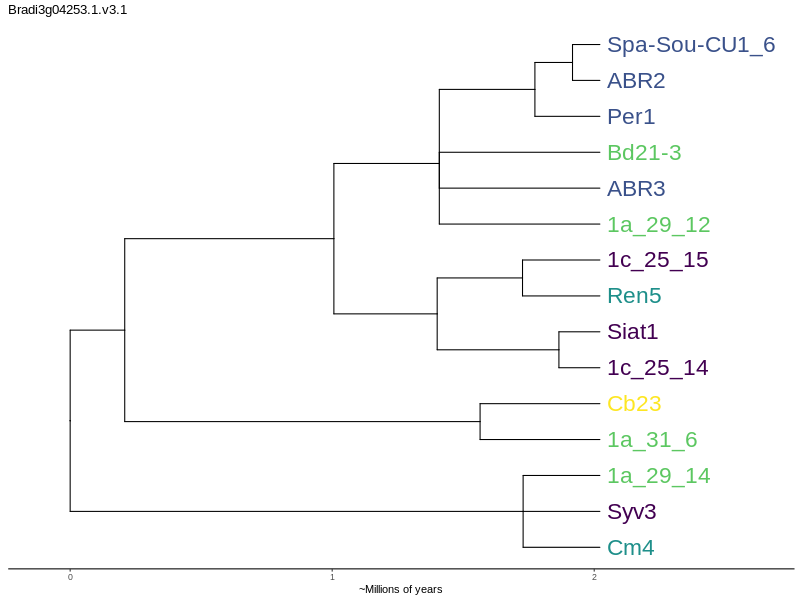 Bradi3g04253.1.v3.1
Spa-Sou-CU1_6
ABR2
Per1
Bd21-3
ABR3
1a_29_12
1c_25_15
Ren5
Siat1
1c_25_14
Cb23
1a_31_6
1a_29_14
Syv3
Cm4
0 1 2
~Millions of years